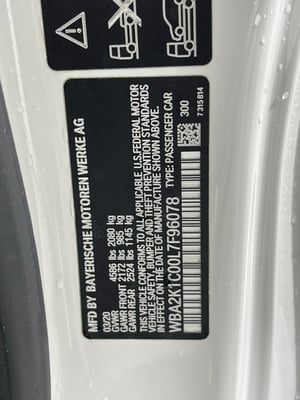 MFD BY BAYERISCHE MOTOREN WERKE AG
03/20
GVWR 4586 lbs 2080 kg
GAWR FRONT 2172 lbs 985 kg
GAWR REAR 2524 lbs 1145 kg
THIS VEHICLE CONFORMS TO ALL APPLICABLE U.S. FEDERAL MOTOR
VEHICLE SAFETY, BUMPER AND THEFT PREVENTION STANDARDS
IN EFFECT ON THE DATE OF MANUFACTURE SHOWN ABOVE.
WBA2K1C00L7F96078 TYPE: PASSENGER CAR
300
7 315 814